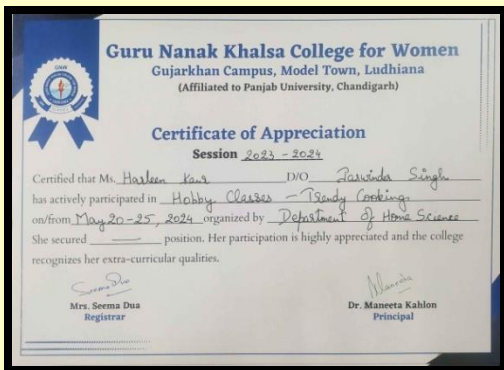 GNKW
Guru Nanak Khalsa College for Women
Gujarkhan Campus, Model Town, Ludhiana
(Affiliated to Panjab University, Chandigarh)
Certificate of Appreciation
Session 2023 - 2024
Certified that Ms. Harleen Kaur D/O Parwinder Singh
has actively participated in Hobby Classes - Trendy Cooking
on/from May 20-25, 2024 organized by Department of Home Science
She secured position. Her participation is highly appreciated and the college
recognizes her extra-curricular qualities.
Mrs. Seema Dua
Registrar
Dr. Maneeta Kahlon
Principal